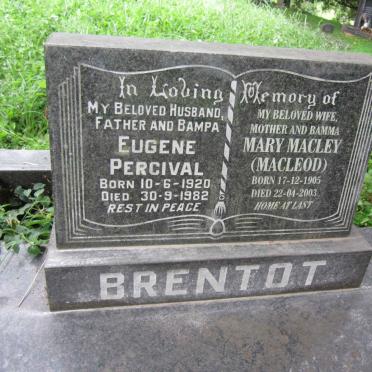 In Loving Memory of
My Beloved Husband,
Father and Bampa
Eugene
Percival
Born 10-6-1920
Died 30-9-1982
Rest in Peace
My Beloved Wife,
Mother and Bamma
Mary Macley
(Macleod)
Born 17-12-1905
Died 22-04-2003
Home at Last
BRENTOT